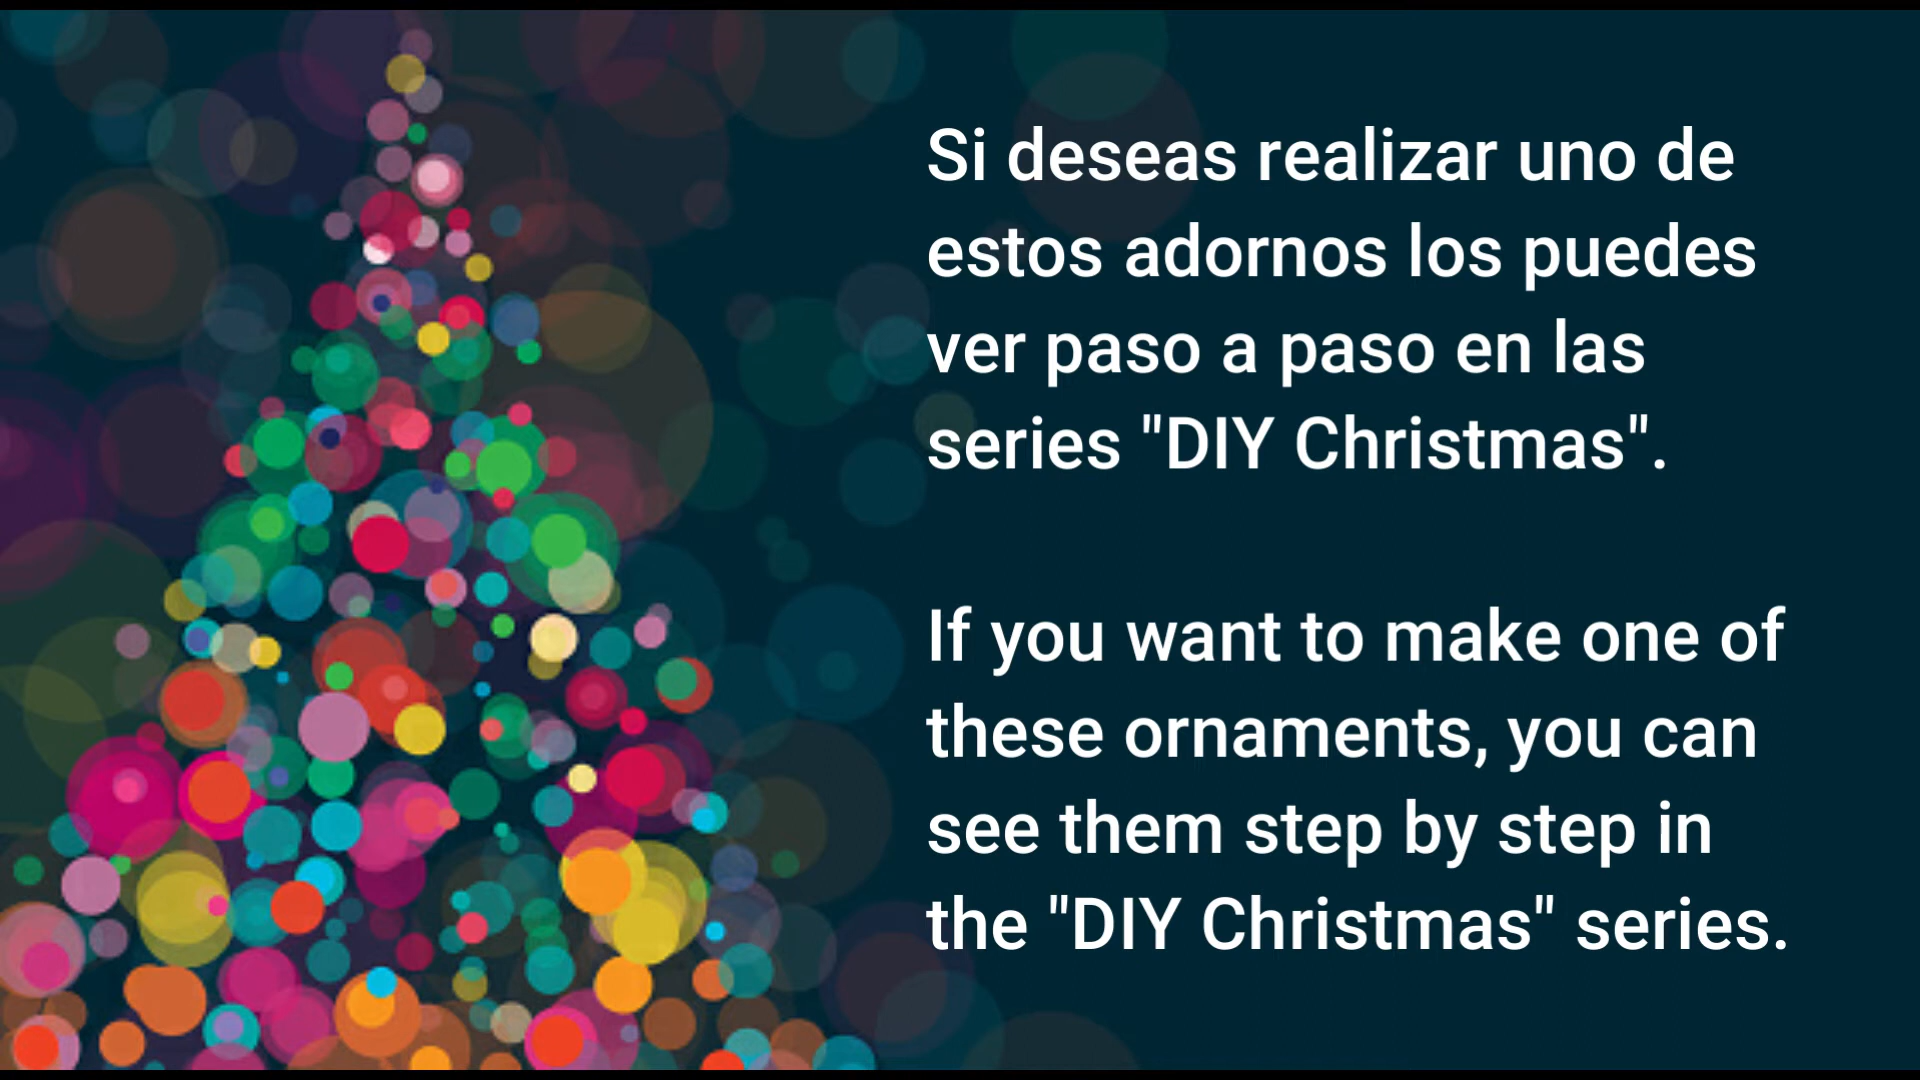 Si deseas realizar uno de
estos adornos los puedes
ver paso a paso en las
series "DIY Christmas".
If you want to make one of
these ornaments, you can
see them step by step in
the "DIY Christmas" series.